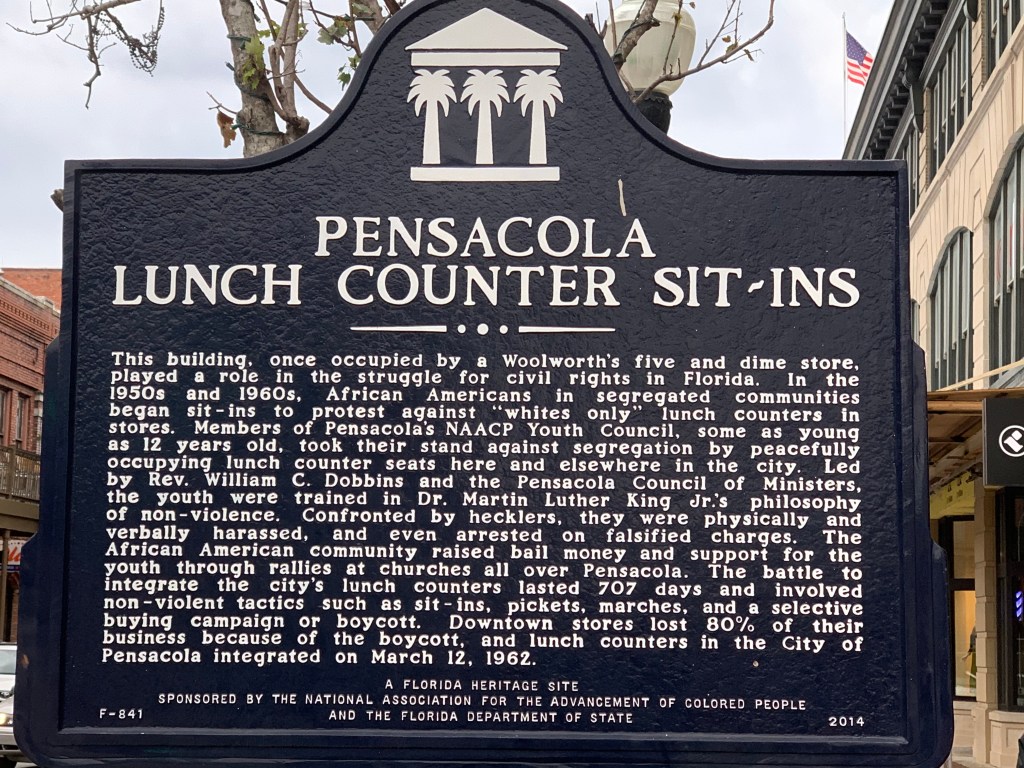 PENSACOLA
LUNCH COUNTER SIT-INS
This building, once occupied by a Woolworth's five and dime store,
played a role in the struggle for civil rights in Florida. In the
1950s and 1960s, African Americans in segregated communities
began sit-ins to protest against "whites only" lunch counters in
stores. Members of Pensacola's NAACP Youth Council, some as young
as 12 years old, took their stand against segregation by peacefully
occupying lunch counter seats here and elsewhere in the city. Led
by Rev. William C. Dobbins and the Pensacola Council of Ministers,
the youth were trained in Dr. Martin Luther King Jr.'s philosophy
of non-violence. Confronted by hecklers, they were physically and
verbally harassed, and even arrested on falsified charges. The
African American community raised bail money and support for the
youth through rallies at churches all over Pensacola. The battle to
integrate the city's lunch counters lasted 707 days and involved
non-violent tactics such as sit-ins, pickets, marches, and a selective
buying campaign or boycott. Downtown stores lost 80% of their
business because of the boycott, and lunch counters in the City of
Pensacola integrated on March 12, 1962.
A FLORIDA HERITAGE SITE
SPONSORED BY THE NATIONAL ASSOCIATION FOR THE ADVANCEMENT OF COLORED PEOPLE
F-841 AND THE FLORIDA DEPARTMENT OF STATE 2014